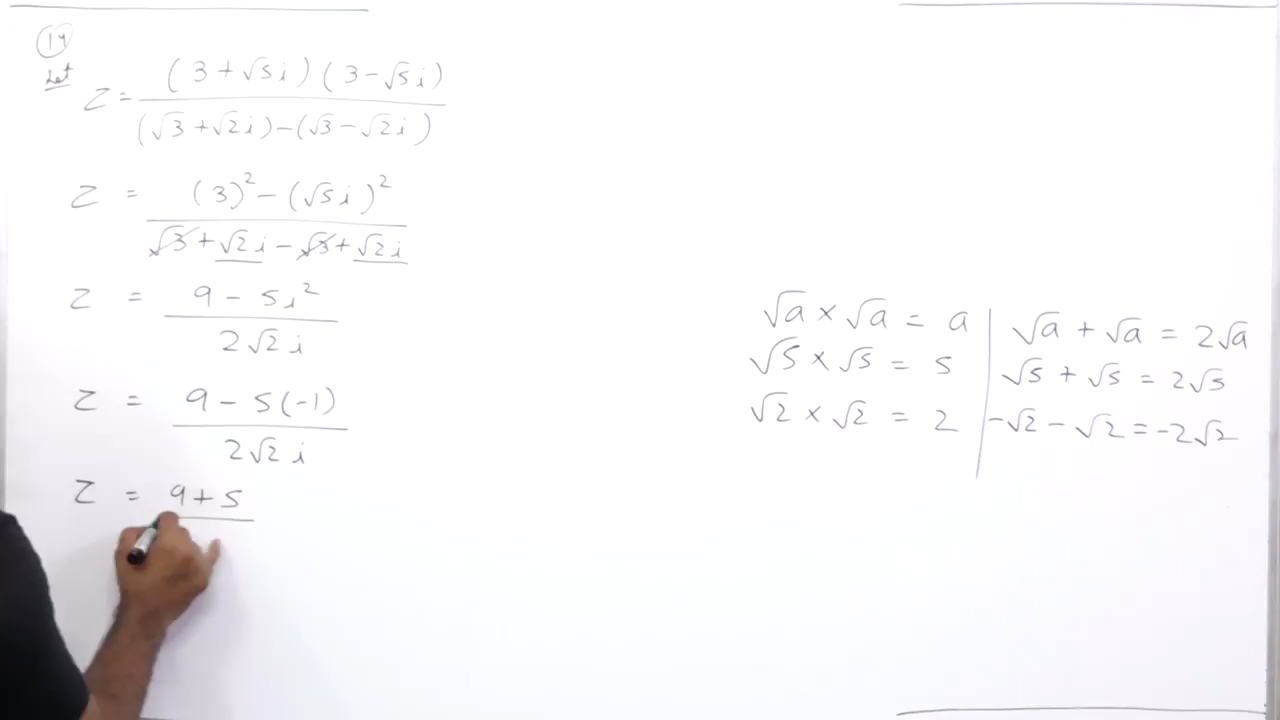 14
Let
Z = (3 + √5 i)(3 - √5 i)
(√3 + √2 i) - (√3 - √2 i)
Z = (3)² - (√5 i)²
√3 + √2 i - √3 + √2 i
Z = 9 - 5i²
2√2 i
Z = 9 - 5(-1)
2√2 i
Z = 9 + 5
√a × √a = a
√5 × √5 = 5
√2 × √2 = 2
√a + √a = 2√a
√5 + √5 = 2√5
-√2 - √2 = -2√2